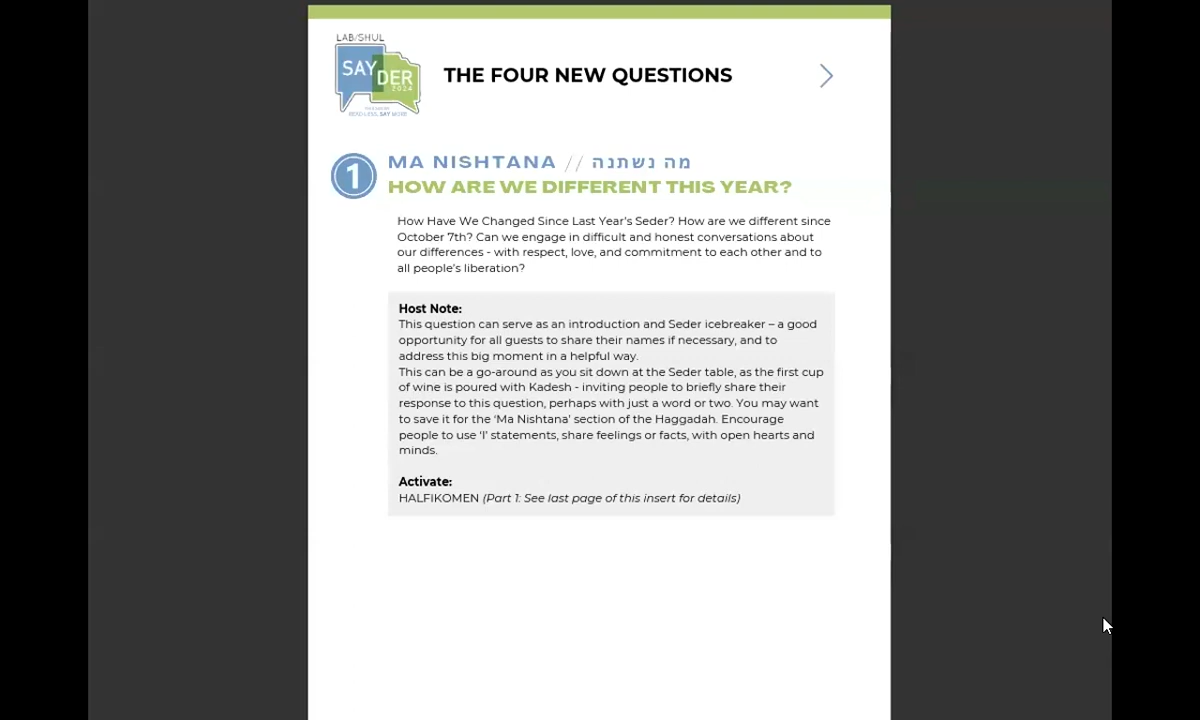 LAB/SHUL
SAY
DER
2024
READ LESS, SAY MORE
THE FOUR NEW QUESTIONS
1
MA NISHTANA // מה נשתנה
HOW ARE WE DIFFERENT THIS YEAR?
How Have We Changed Since Last Year's Seder? How are we different since
October 7th? Can we engage in difficult and honest conversations about
our differences - with respect, love, and commitment to each other and to
all people's liberation?
Host Note:
This question can serve as an introduction and Seder icebreaker – a good
opportunity for all guests to share their names if necessary, and to
address this big moment in a helpful way.
This can be a go-around as you sit down at the Seder table, as the first cup
of wine is poured with Kadesh - inviting people to briefly share their
response to this question, perhaps with just a word or two. You may want
to save it for the 'Ma Nishtana' section of the Haggadah. Encourage
people to use 'I' statements, share feelings or facts, with open hearts and
minds.
Activate:
HALFIKOMEN (Part 1: See last page of this insert for details)